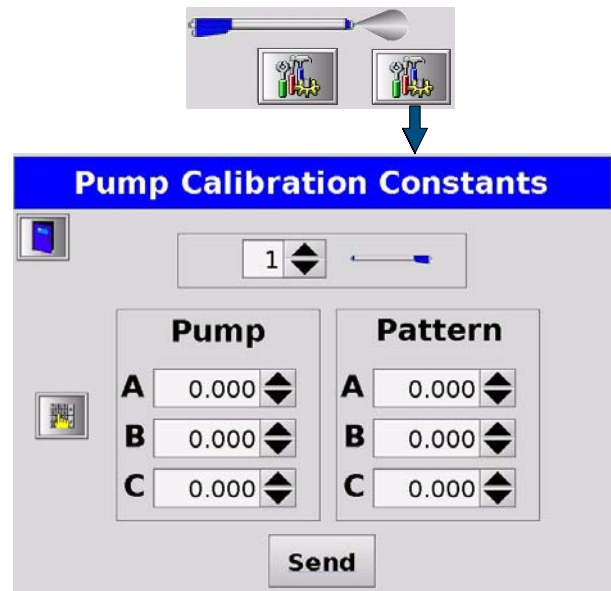 Pump Calibration Constants
1
Pump Pattern
A 0.000 A 0.000
B 0.000 B 0.000
C 0.000 C 0.000
Send